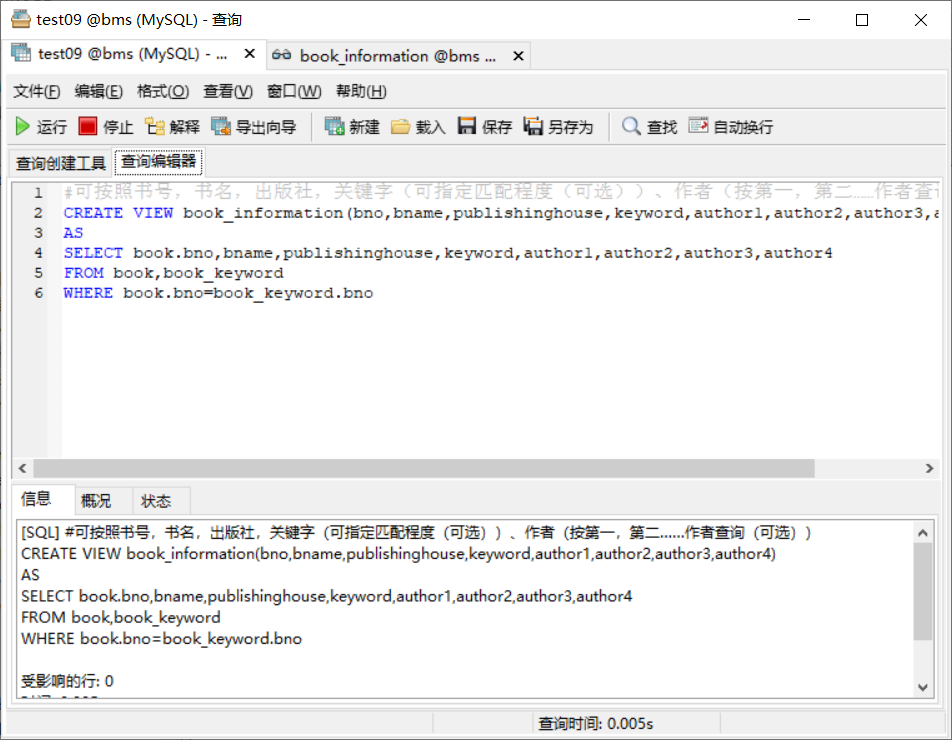 test09 @bms (MySQL) - 查询
test09 @bms (MySQL) - ... book_information @bms ...
文件(F) 编辑(E) 格式(O) 查看(V) 窗口(W) 帮助(H)
运行 停止 解释 导出向导 新建 载入 保存 另存为 查找 自动换行
查询创建工具 查询编辑器
1 #可按照书号，书名，出版社，关键字（可指定匹配程度（可选））、作者（按第一，第二……作者查询
2 CREATE VIEW book_information(bno,bname,publishinghouse,keyword,author1,author2,author3,a
3 AS
4 SELECT book.bno,bname,publishinghouse,keyword,author1,author2,author3,author4
5 FROM book,book_keyword
6 WHERE book.bno=book_keyword.bno
信息 概况 状态
[SQL] #可按照书号，书名，出版社，关键字（可指定匹配程度（可选））、作者（按第一，第二……作者查询（可选））
CREATE VIEW book_information(bno,bname,publishinghouse,keyword,author1,author2,author3,author4)
AS
SELECT book.bno,bname,publishinghouse,keyword,author1,author2,author3,author4
FROM book,book_keyword
WHERE book.bno=book_keyword.bno
受影响的行: 0
查询时间: 0.005s